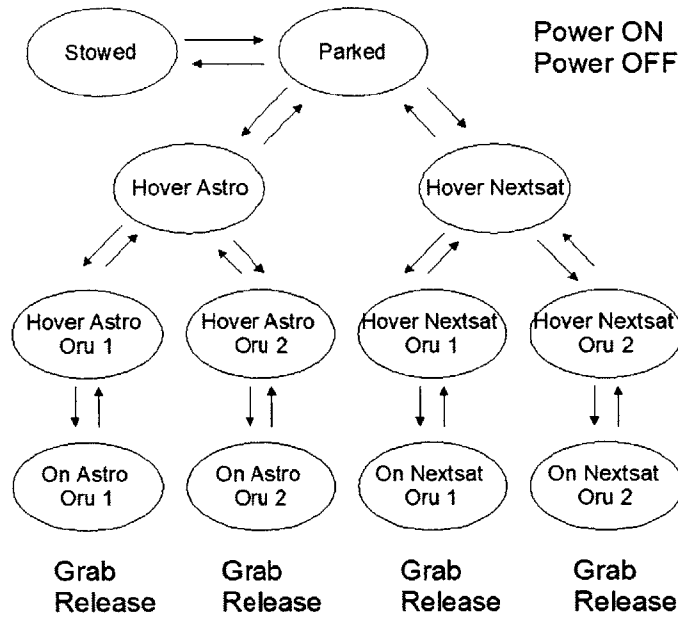 Stowed
Parked
Power ON
Power OFF
Hover Astro
Hover Nextsat
Hover Astro
Oru 1
Hover Astro
Oru 2
Hover Nextsat
Oru 1
Hover Nextsat
Oru 2
On Astro
Oru 1
On Astro
Oru 2
On Nextsat
Oru 1
On Nextsat
Oru 2
Grab
Release
Grab
Release
Grab
Release
Grab
Release